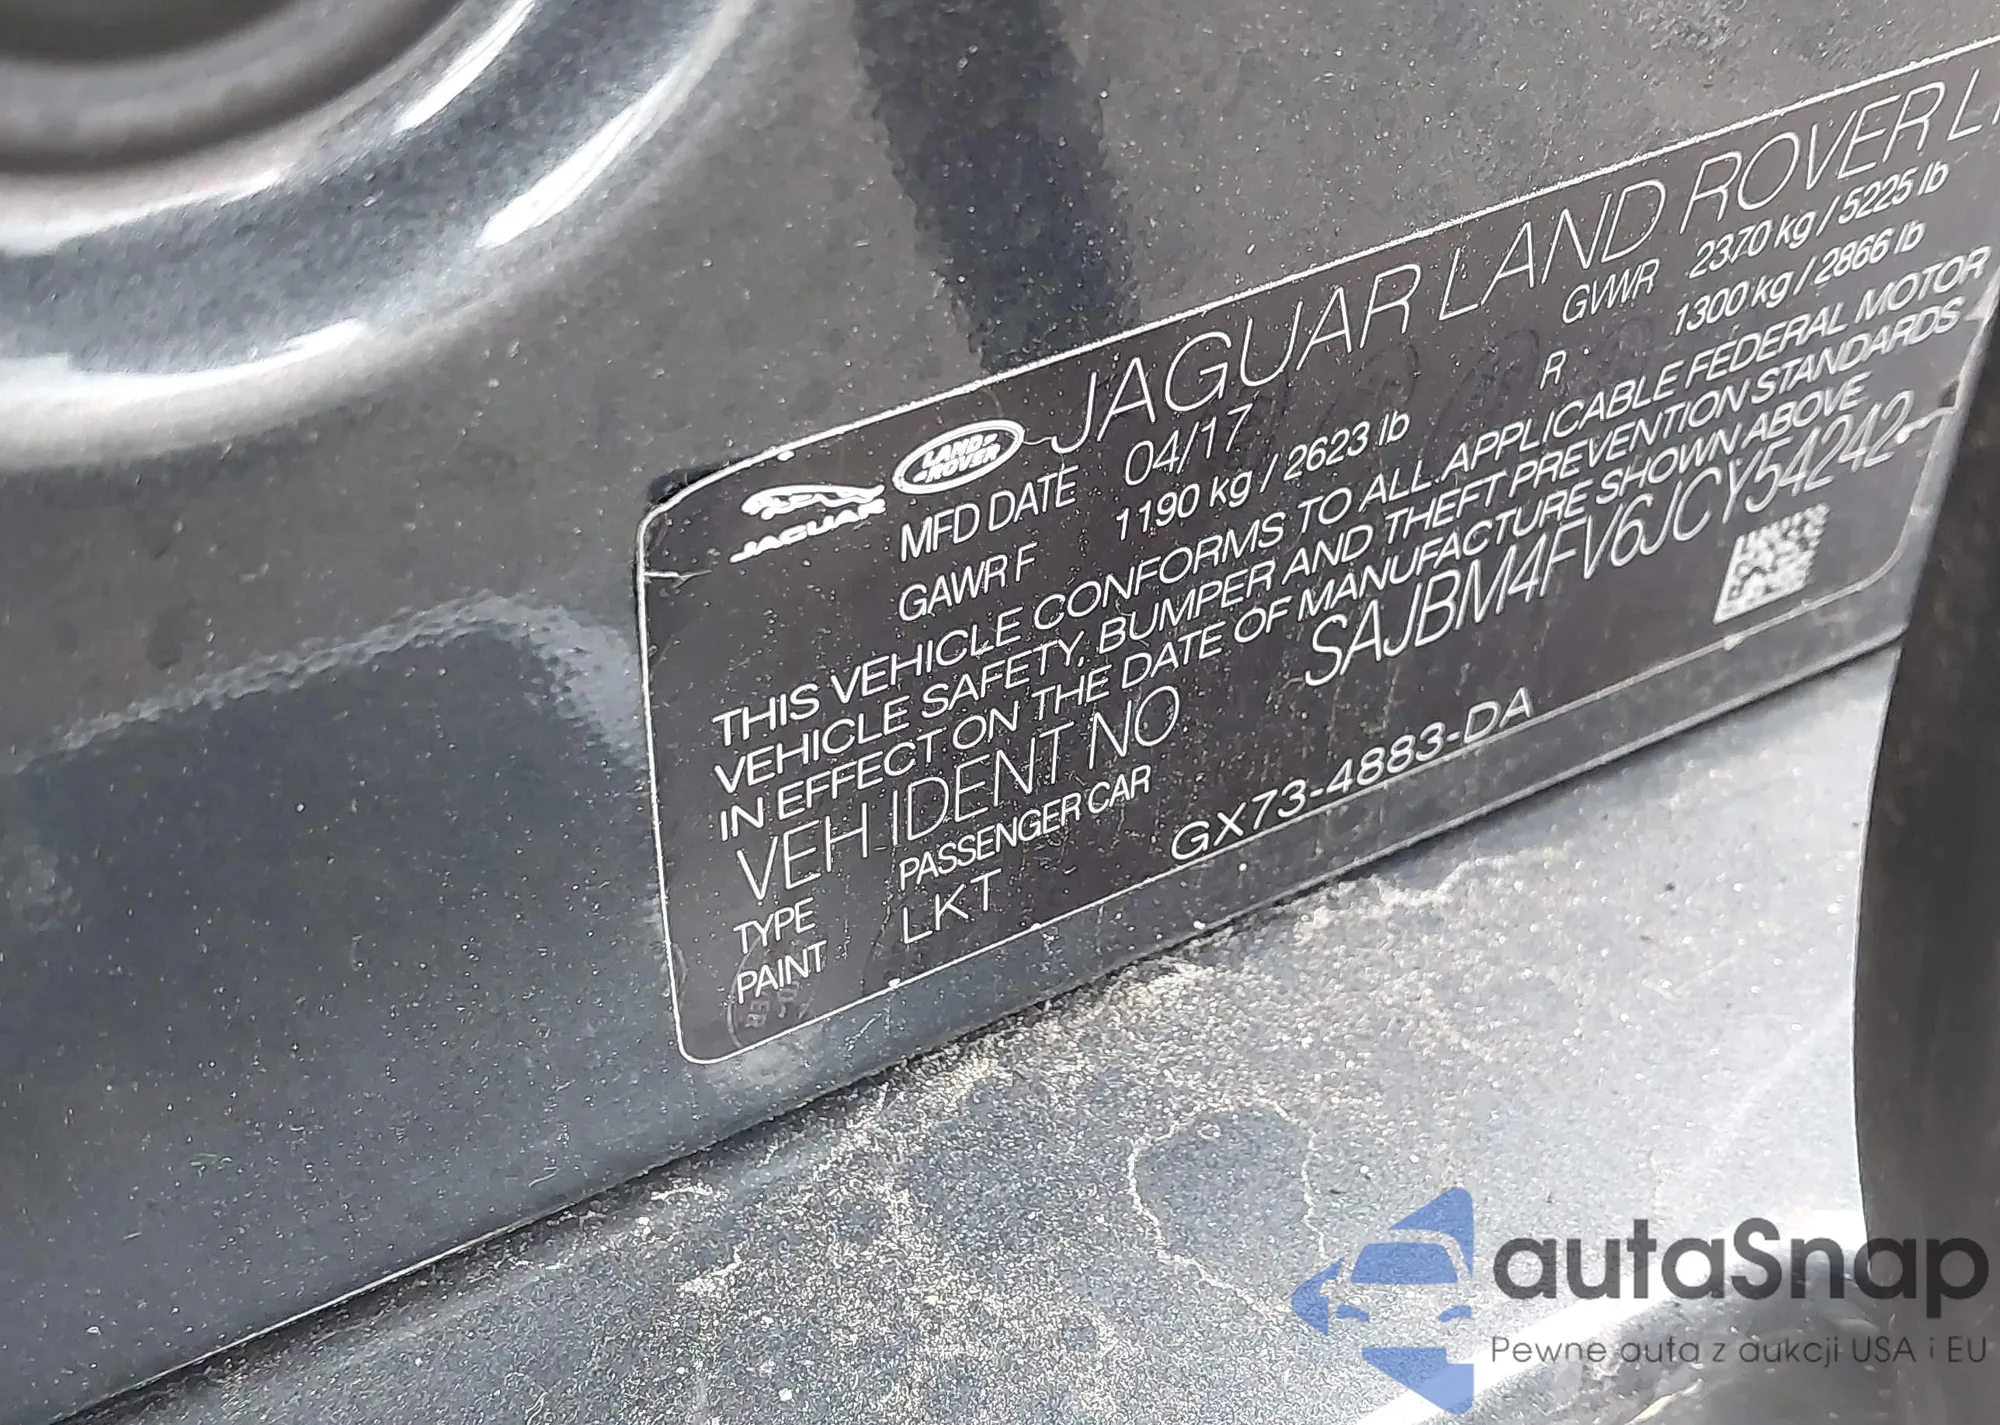 JAGUAR
LAND ROVER
JAGUAR LAND ROVER
MFD DATE 04/17 GVWR 2370 kg / 5225 lb
GAWR F 1190 kg / 2623 lb R 1300 kg / 2866 lb
THIS VEHICLE CONFORMS TO ALL APPLICABLE FEDERAL MOTOR
VEHICLE SAFETY, BUMPER AND THEFT PREVENTION STANDARDS
IN EFFECT ON THE DATE OF MANUFACTURE SHOWN ABOVE
VEH IDENT NO SAJBM4FV6JCY54242
TYPE PASSENGER CAR
PAINT LKT GX73-4883-DA
autaSnap
Pewne auta z aukcji USA i EU